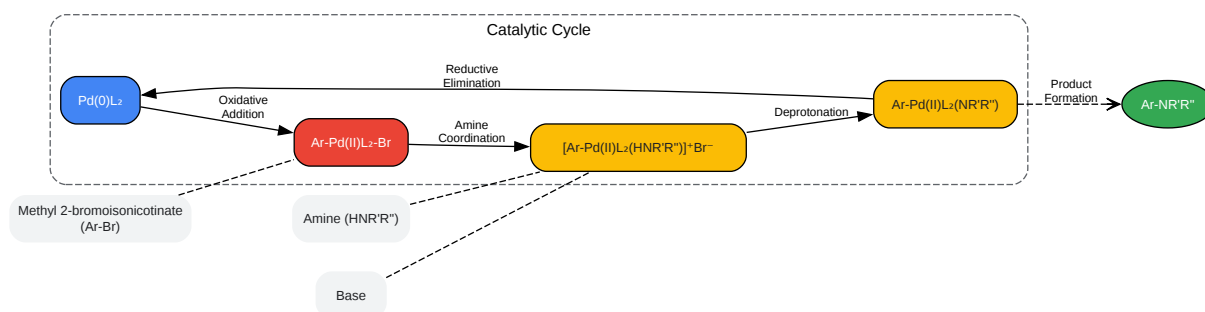 Catalytic Cycle
Reductive
Elimination
Pd(0)L₂
Oxidative
Addition
Ar-Pd(II)L₂-Br
Amine
Coordination
[Ar-Pd(II)L₂(HNR'R")]⁺Br⁻
Deprotonation
Ar-Pd(II)L₂(NR'R")
Product
Formation
Ar-NR'R"
Methyl 2-bromoisonicotinate
(Ar-Br)
Amine (HNR'R")
Base